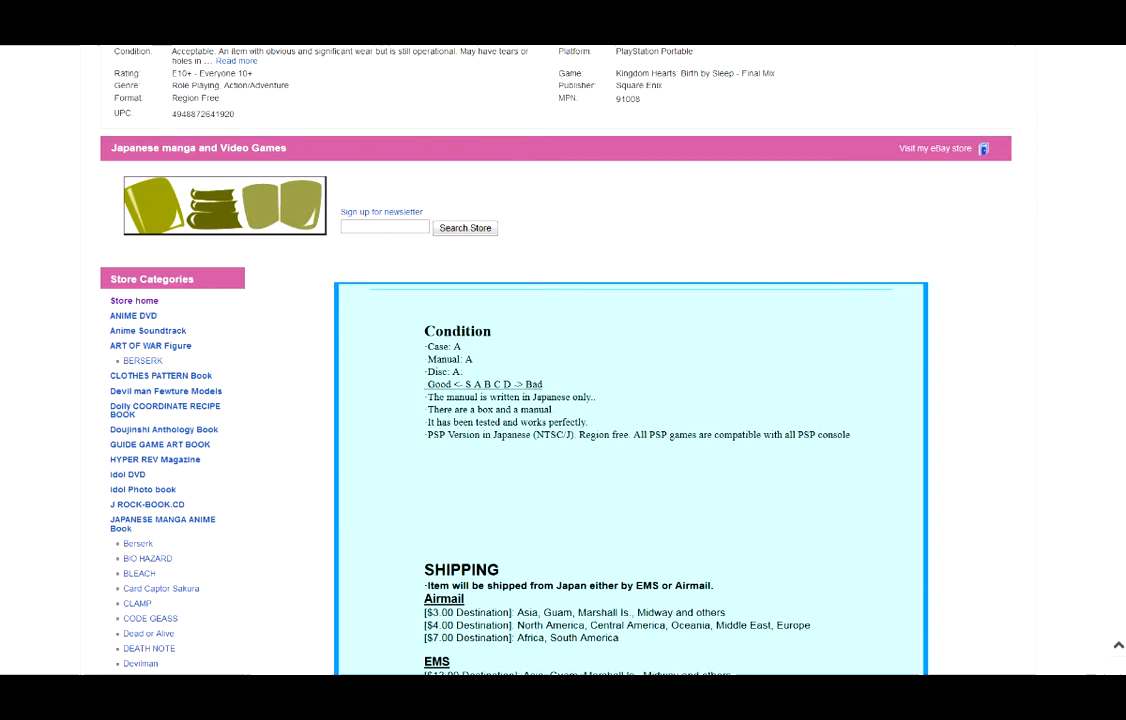 Condition: Acceptable. An item with obvious and significant wear but is still operational. May have tears or holes in … Read more
Platform: PlayStation Portable
Rating: E10+ - Everyone 10+
Game: Kingdom Hearts: Birth by Sleep - Final Mix
Genre: Role Playing, Action/Adventure
Publisher: Square Enix
Format: Region Free
MPN: 91008
UPC: 4948872641920
Japanese manga and Video Games
Visit my eBay store
Sign up for newsletter
Search Store
Store Categories
Store home
ANIME DVD
Anime Soundtrack
ART OF WAR Figure
BERSERK
CLOTHES PATTERN Book
Devil man Fewture Models
Dolly COORDINATE RECIPE
BOOK
Doujinshi Anthology Book
GUIDE GAME ART BOOK
HYPER REV Magazine
idol DVD
idol Photo book
J ROCK-BOOK.CD
JAPANESE MANGA ANIME
Book
Berserk
BIO HAZARD
BLEACH
Card Captor Sakura
CLAMP
CODE GEASS
Dead or Alive
DEATH NOTE
Devilman
Condition
·Case: A
·Manual: A
·Disc: A:
Good <- S A B C D -> Bad
·The manual is written in Japanese only..
·There are a box and a manual
·It has been tested and works perfectly.
·PSP Version in Japanese (NTSC/J). Region free. All PSP games are compatible with all PSP console
SHIPPING
·Item will be shipped from Japan either by EMS or Airmail.
Airmail
[$3.00 Destination]: Asia, Guam, Marshall Is., Midway and others
[$4.00 Destination]: North America, Central America, Oceania, Middle East, Europe
[$7.00 Destination]: Africa, South America
EMS